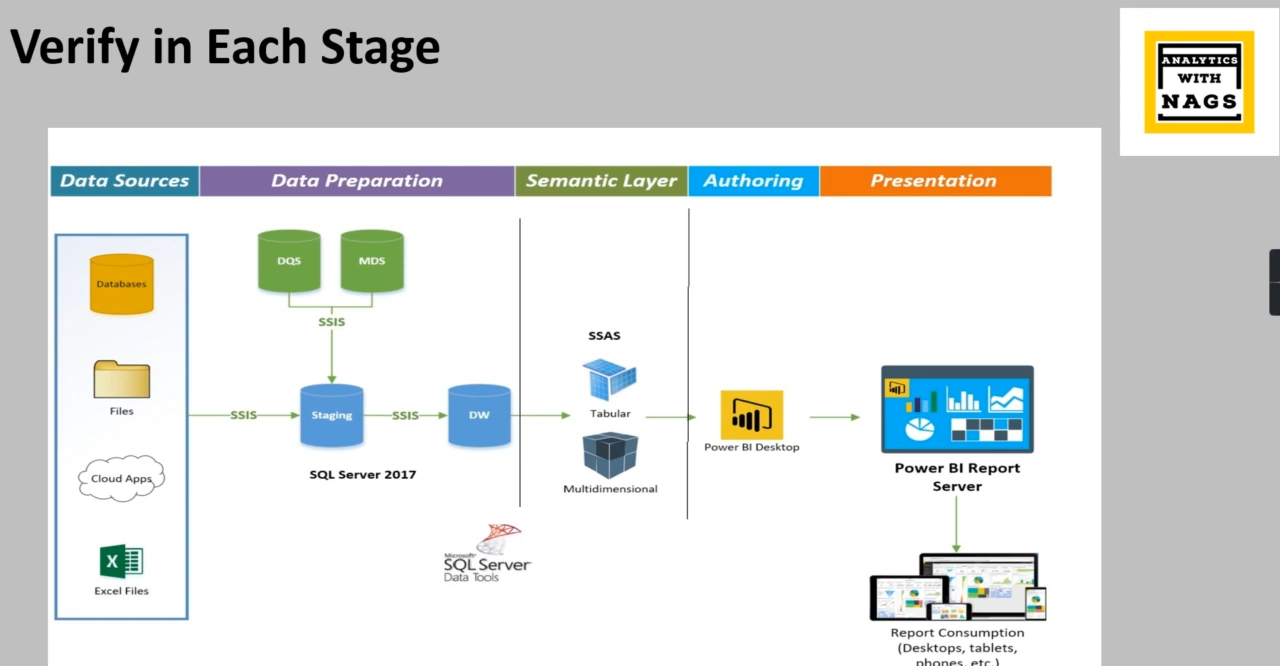 Verify in Each Stage
ANALYTICS
WITH
NAGS
Data Sources
Data Preparation
Semantic Layer
Authoring
Presentation
Databases
Files
Cloud Apps
X
Excel Files
DQS
MDS
SSIS
SSIS
Staging
SSIS
DW
SQL Server 2017
Microsoft
SQL Server
Data Tools
SSAS
Tabular
Multidimensional
Power BI Desktop
Power BI Report
Server
Report Consumption
(Desktops, tablets,
phones, etc.)